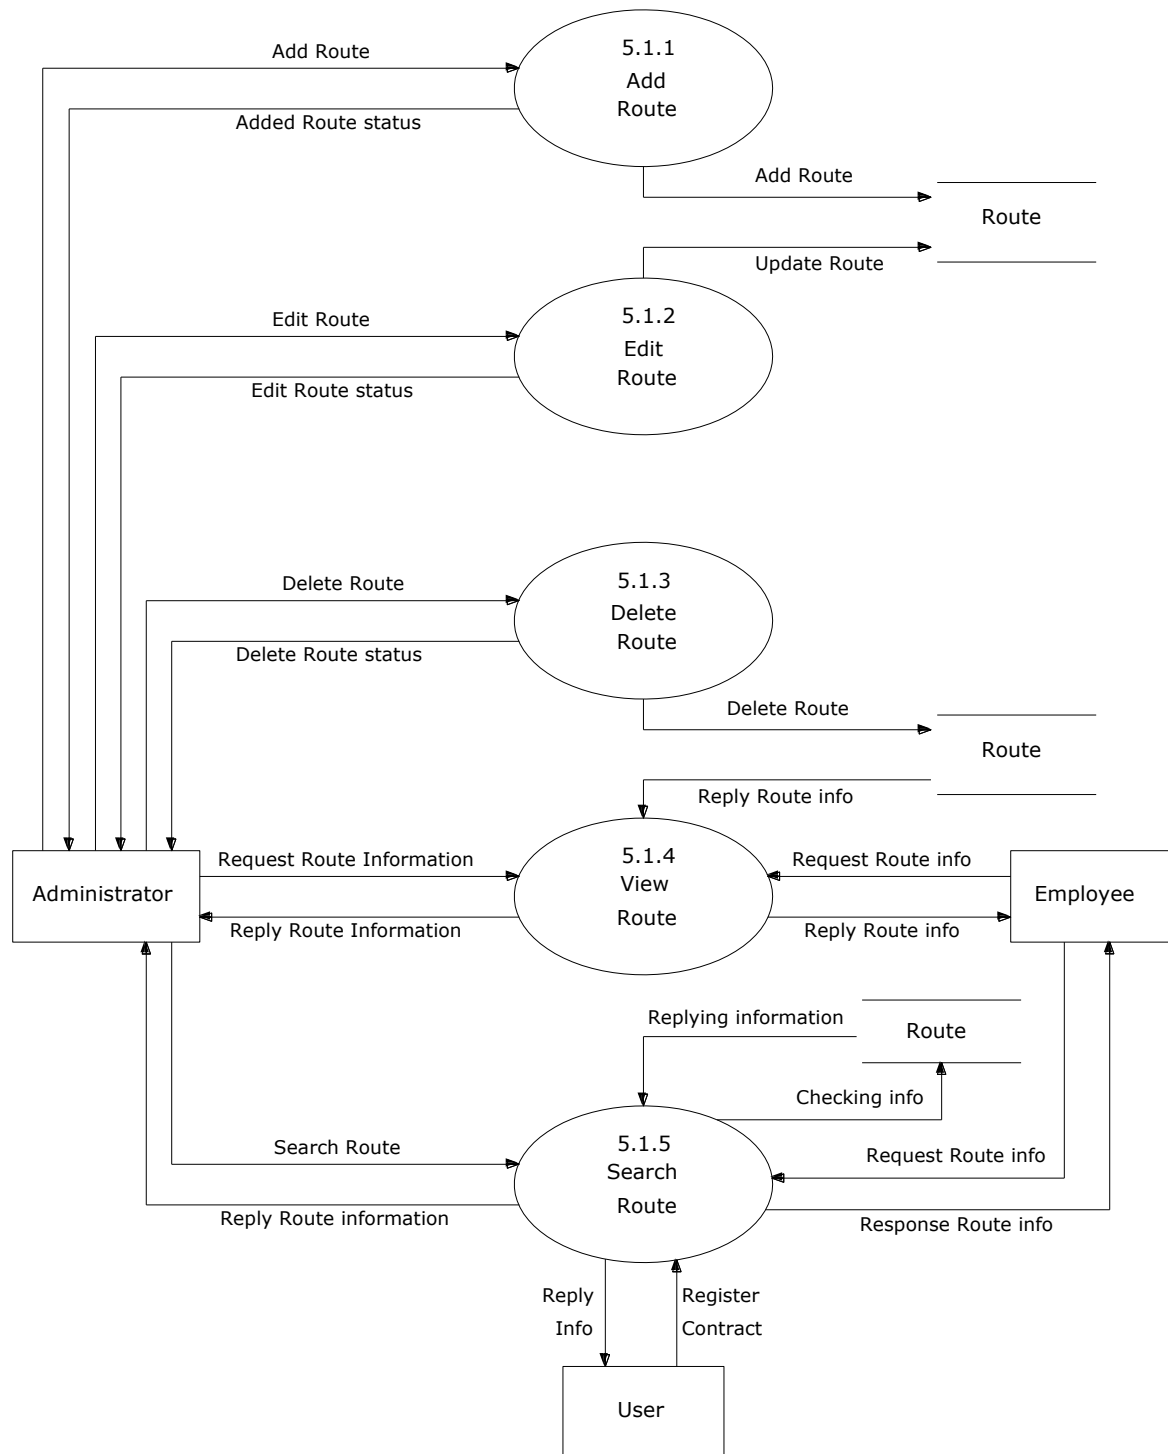 5.1.1
Add
Route
Add Route
Added Route status
Add Route
Route
Update Route
5.1.2
Edit
Route
Edit Route
Edit Route status
5.1.3
Delete
Route
Delete Route
Delete Route status
Delete Route
Route
Reply Route info
5.1.4
View
Route
Request Route Information
Request Route info
Administrator
Employee
Reply Route Information
Reply Route info
Replying information
Route
Checking info
5.1.5
Search
Route
Search Route
Request Route info
Reply Route information
Response Route info
Reply
Info
Register
Contract
User